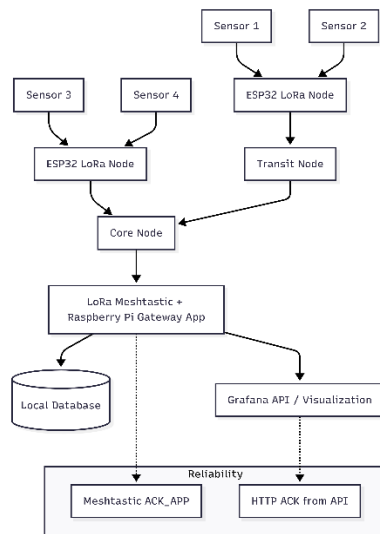 Sensor 1
Sensor 2
Sensor 3
Sensor 4
ESP32 LoRa Node
ESP32 LoRa Node
Transit Node
Core Node
LoRa Meshtastic +
Raspberry Pi Gateway App
Local Database
Grafana API / Visualization
Reliability
Meshtastic ACK_APP
HTTP ACK from API